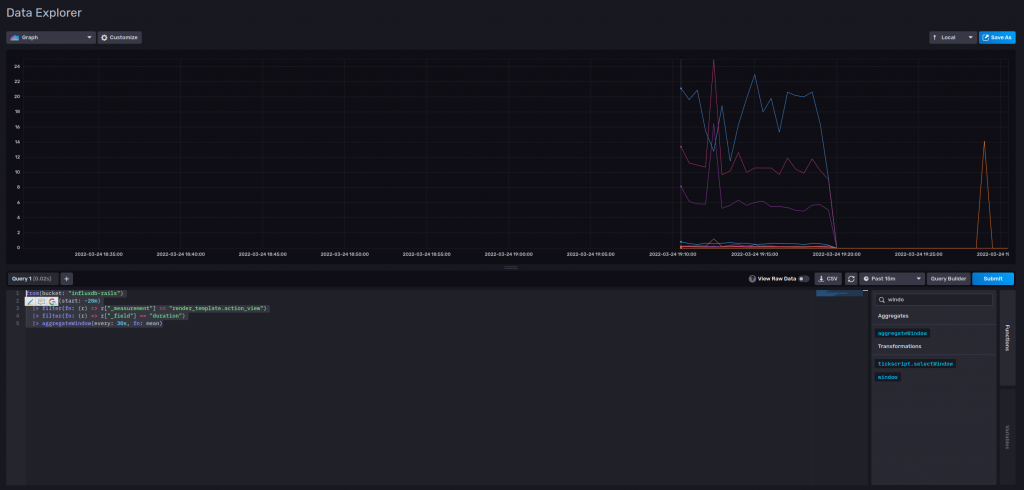 Data Explorer
Graph
Customize
Local
Save As
24
22
20
18
16
14
12
10
8
6
4
2
0
2022-03-24 18:35:00
2022-03-24 18:40:00
2022-03-24 18:45:00
2022-03-24 18:50:00
2022-03-24 18:55:00
2022-03-24 19:00:00
2022-03-24 19:05:00
2022-03-24 19:10:00
2022-03-24 19:15:00
2022-03-24 19:20:00
2022-03-24 19:25:00
2022-03-24 1
Query 1 (0.02s)
+
View Raw Data
CSV
Past 15m
Query Builder
Submit
1 from(bucket: "influxdb-rails")
2 (start: -20m)
3 |> filter(fn: (r) => r["_measurement"] == "render_template.action_view")
4 |> filter(fn: (r) => r["_field"] == "duration")
5 |> aggregateWindow(every: 30s, fn: mean)
windo
Aggregates
aggregateWindow
Transformations
tickscript.selectWindow
window
Functions
Variables